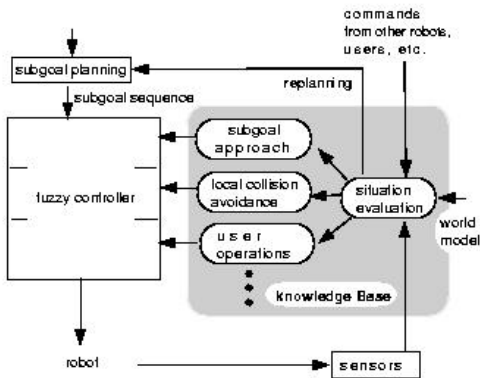 commands
from other robots,
users, etc.
subgoal planning
replanning
subgoal sequence
subgoal
approach
fuzzy controller
local collision
avoidance
situation
evaluation
world
model
user
operations
knowledge Base
robot
sensors